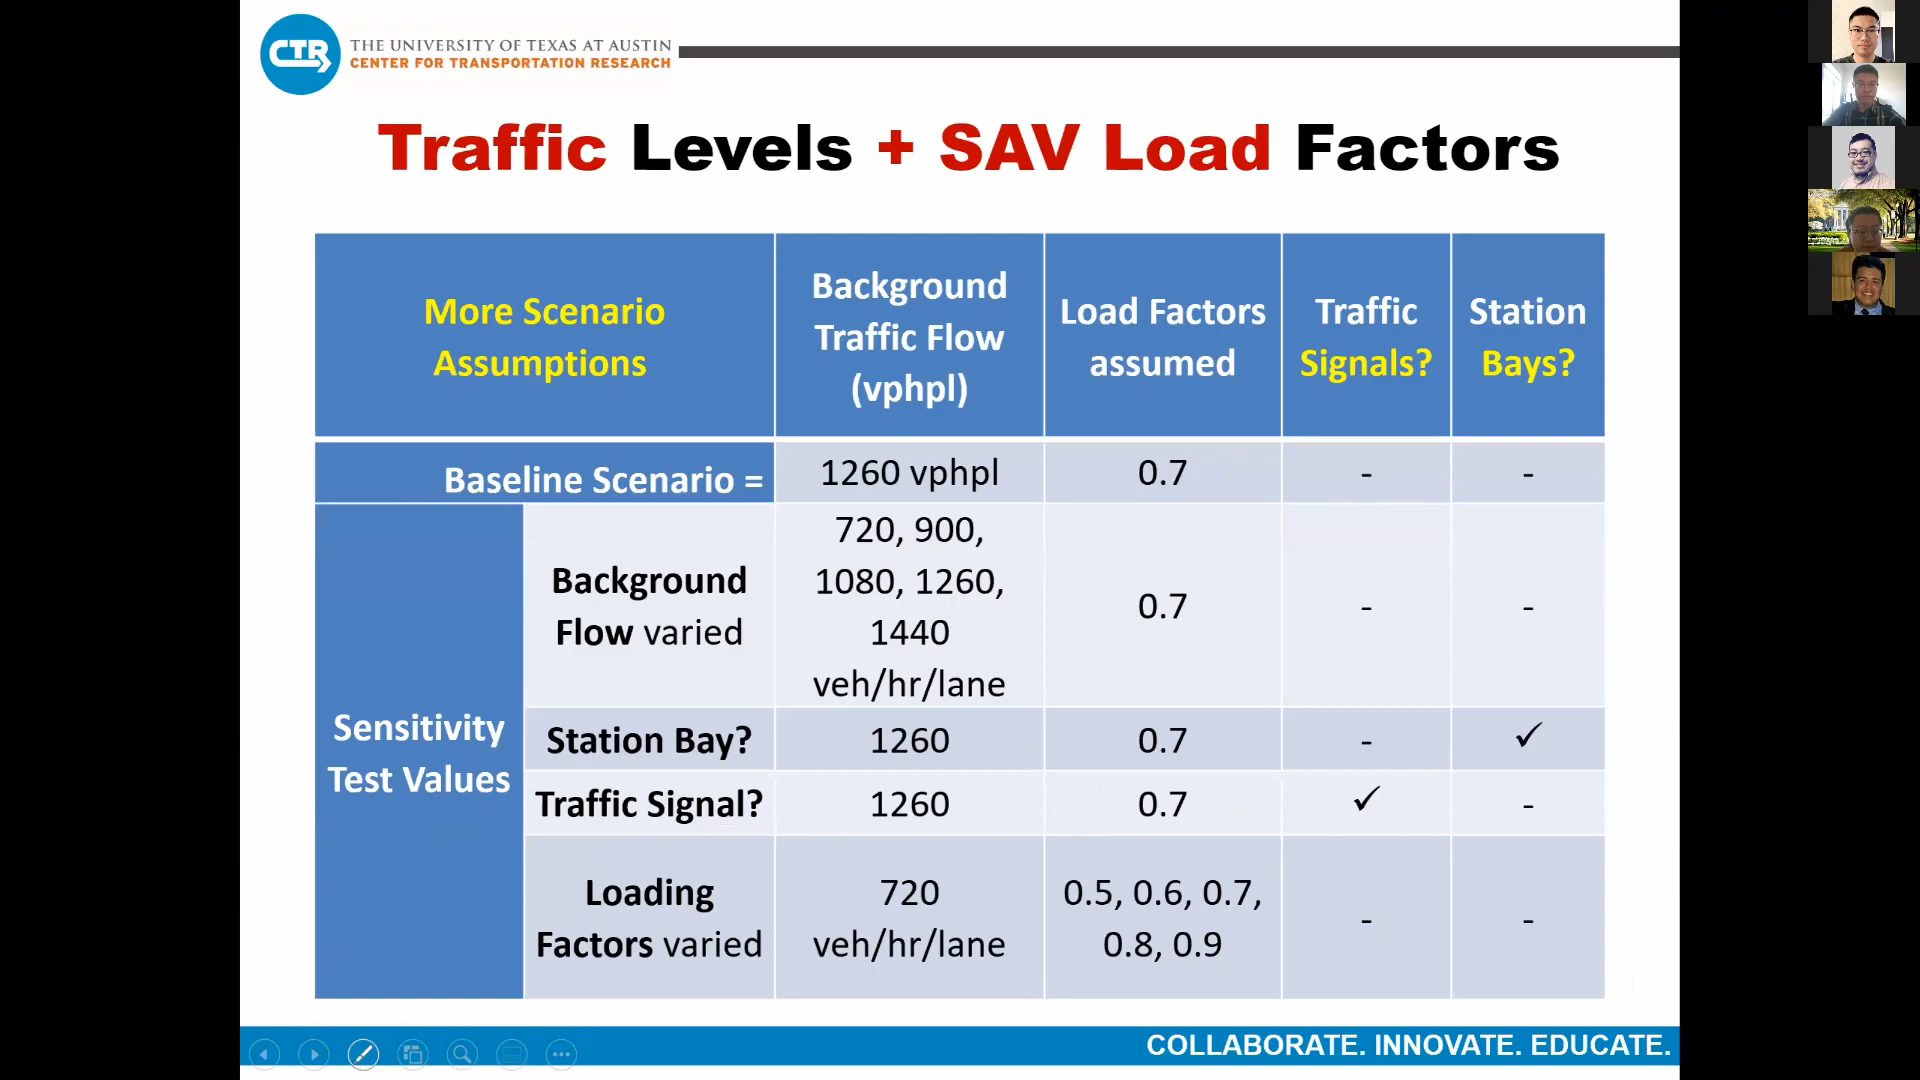 CTR
THE UNIVERSITY OF TEXAS AT AUSTIN
CENTER FOR TRANSPORTATION RESEARCH
Traffic Levels + SAV Load Factors
More Scenario
Assumptions
Background
Traffic Flow
(vphpl)
Load Factors
assumed
Traffic
Signals?
Station
Bays?
Baseline Scenario =
1260 vphpl
0.7
-
-
Sensitivity
Test Values
Background
Flow varied
720, 900,
1080, 1260,
1440
veh/hr/lane
0.7
-
-
Station Bay?
1260
0.7
-
✓
Traffic Signal?
1260
0.7
✓
-
Loading
Factors varied
720
veh/hr/lane
0.5, 0.6, 0.7,
0.8, 0.9
-
-
COLLABORATE. INNOVATE. EDUCATE.